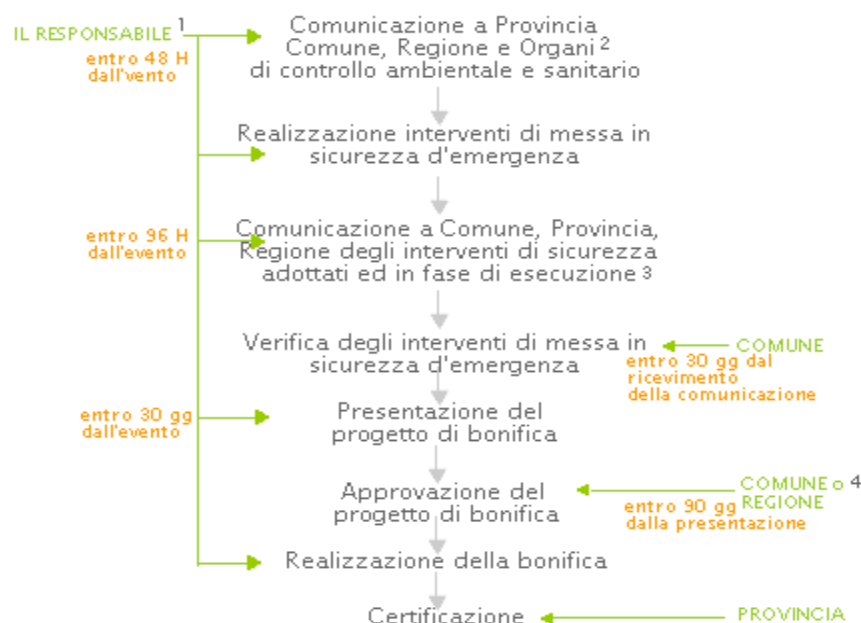 IL RESPONSABILE 1
entro 48 H
dall'vento
Comunicazione a Provincia
Comune, Regione e Organi 2
di controllo ambientale e sanitario
Realizzazione interventi di messa in
sicurezza d'emergenza
entro 96 H
dall'evento
Comunicazione a Comune, Provincia,
Regione degli interventi di sicurezza
adottati ed in fase di esecuzione 3
Verifica degli interventi di messa in
sicurezza d'emergenza
COMUNE
entro 30 gg dal
ricevimento
della comunicazione
entro 30 gg
dall'evento
Presentazione del
progetto di bonifica
Approvazione del
progetto di bonifica
COMUNE o 4
REGIONE
entro 90 gg
dalla presentazione
Realizzazione della bonifica
Certificazione
PROVINCIA